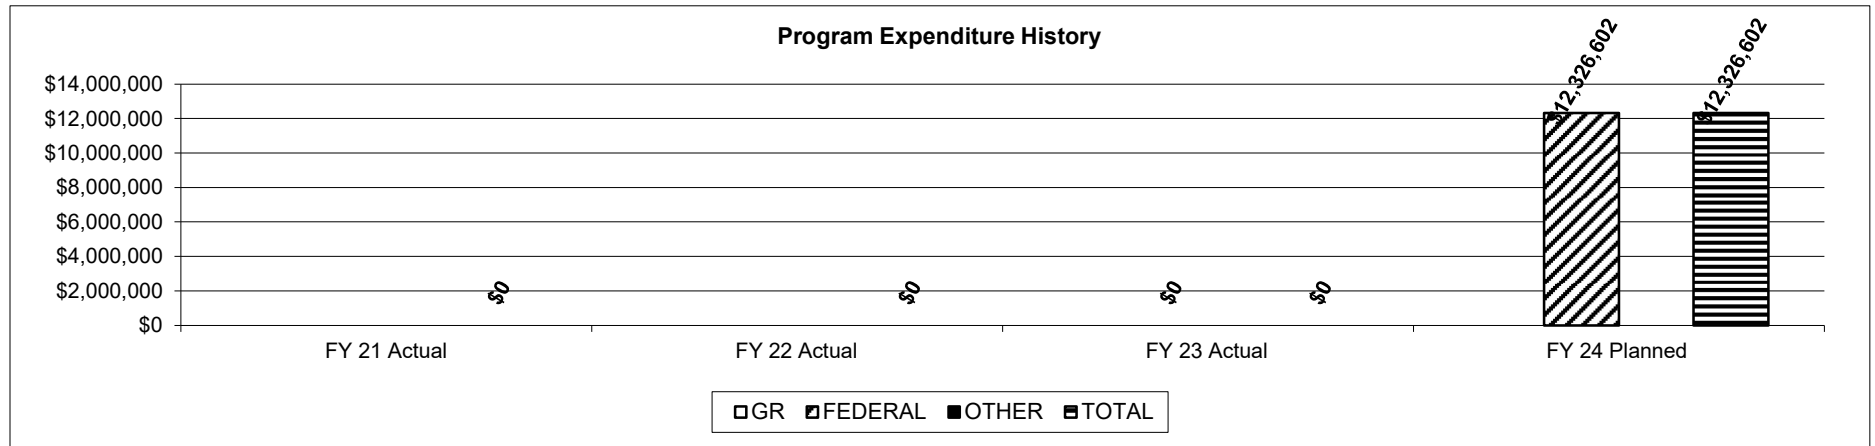 Program Expenditure History
$12,326,602
$12,326,602
$14,000,000
$12,000,000
$10,000,000
$8,000,000
$6,000,000
$4,000,000
$2,000,000
$0
$0
$0
$0
$0
FY 21 Actual
FY 22 Actual
FY 23 Actual
FY 24 Planned
GR FEDERAL OTHER TOTAL